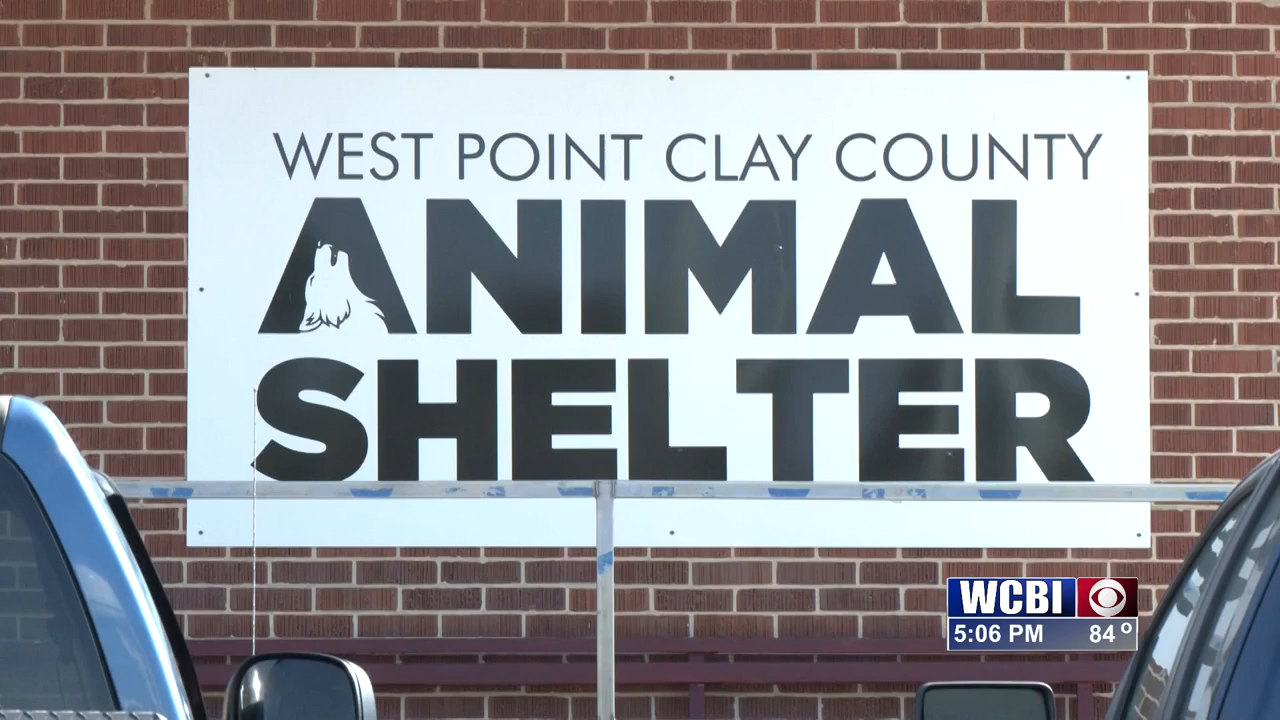 WEST POINT CLAY COUNTY
ANIMAL
SHELTER
WCBI
5:06 PM 84°